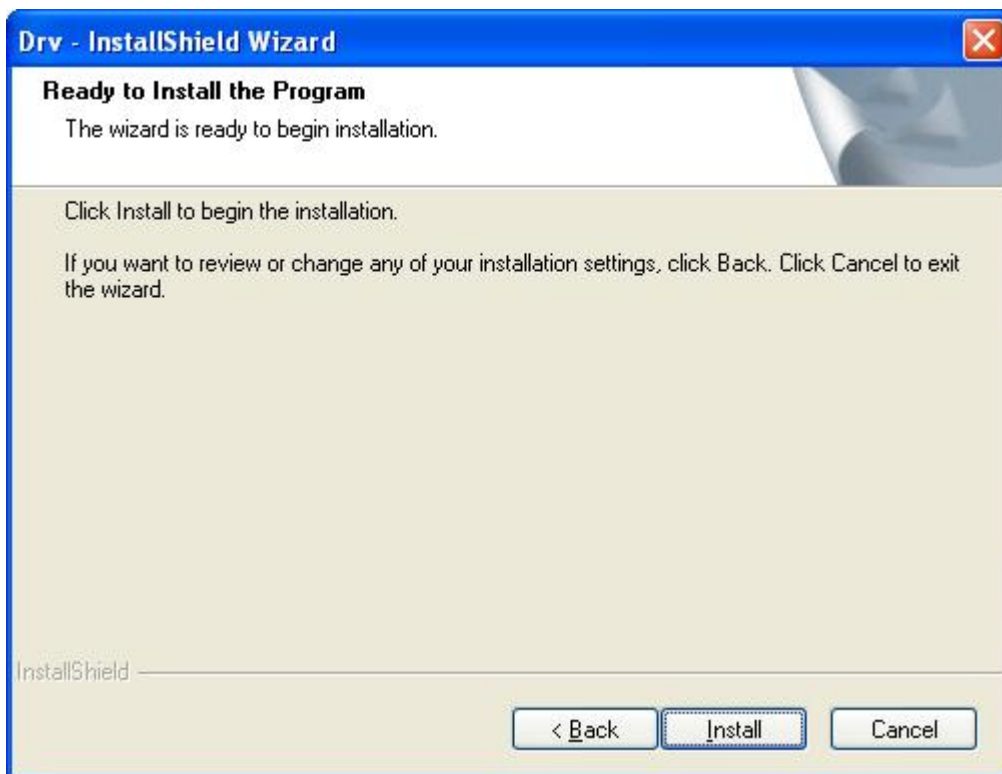 Drv - InstallShield Wizard
Ready to Install the Program
The wizard is ready to begin installation.
Click Install to begin the installation.
If you want to review or change any of your installation settings, click Back. Click Cancel to exit
the wizard.
InstallShield
< Back
Install
Cancel